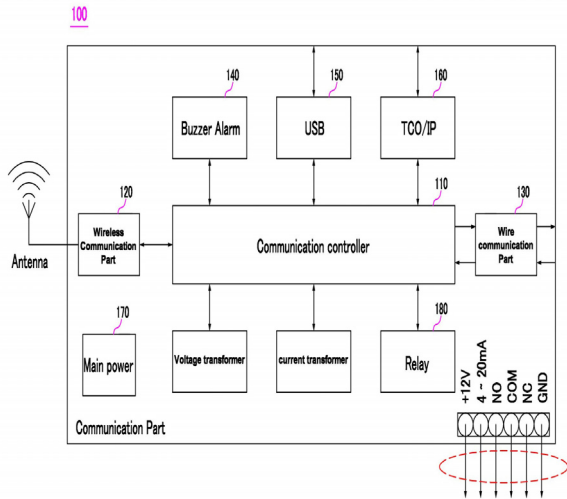 100
140
150
160
Buzzer Alarm
USB
TCO/IP
120
110
130
Wireless
Communication
Part
Communication controller
Wire
communication
Part
Antenna
170
180
Main power
Voltage transformer
current transformer
Relay
+12V
4 - 20mA
NO
COM
NC
GND
Communication Part